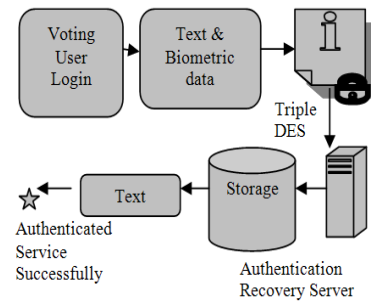 Voting
User
Login
Text &
Biometric
data
Triple
DES
Storage
Text
Authenticated
Service
Successfully
Authentication
Recovery Server